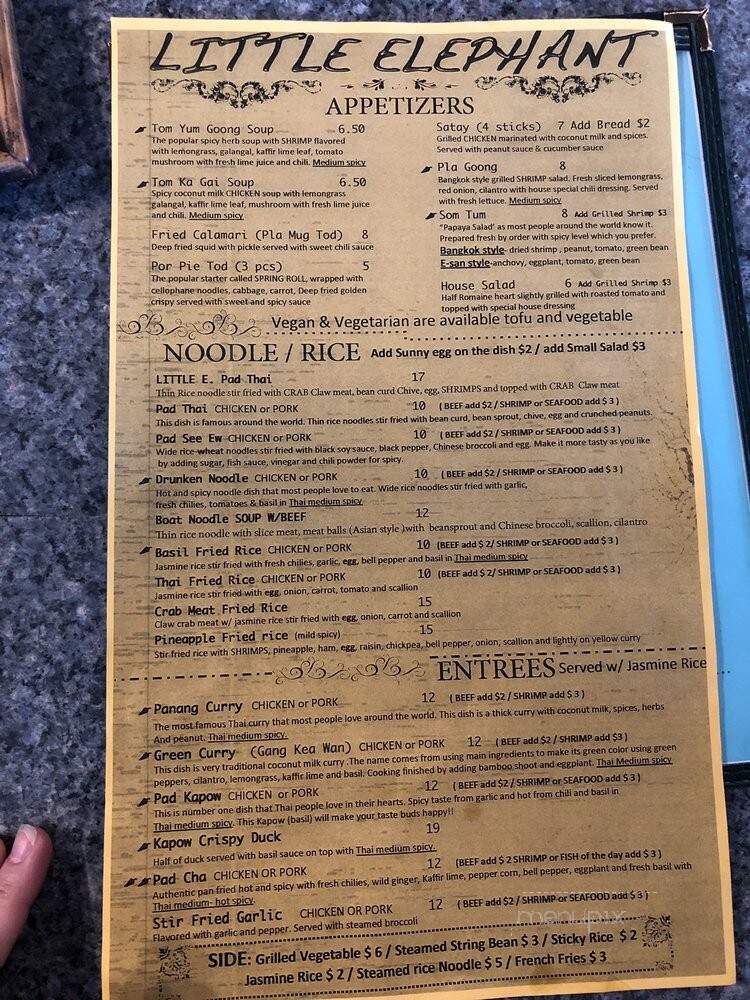 LITTLE ELEPHANT
APPETIZERS
Tom Yum Goong Soup 6.50
The popular spicy herb soup with SHRIMP flavored
with lemongrass, galangal, kaffir lime leaf, tomato
mushroom with fresh lime juice and chili. Medium spicy
Tom Ka Gai Soup 6.50
Spicy coconut milk CHICKEN soup with lemongrass
galangal, kaffir lime leaf, mushroom with fresh lime juice
and chili. Medium spicy
Fried Calamari (Pla Mug Tod) 8
Deep fried squid with pickle served with sweet chili sauce
Por Pie Tod (3 pcs) 5
The popular starter called SPRING ROLL, wrapped with
cellophane noodles, cabbage, carrot, Deep fried golden
crispy served with sweet and spicy sauce
Satay (4 sticks) 7 Add Bread $2
Grilled CHICKEN marinated with coconut milk and spices.
Served with peanut sauce & cucumber sauce
Pla Goong 8
Bangkok style grilled SHRIMP salad. Fresh sliced lemongrass,
red onion, cilantro with house special chili dressing. Served
with fresh lettuce. Medium spicy
Som Tum 8 Add Grilled Shrimp $3
'Papaya Salad' as most people around the world know it.
Prepared fresh by order with spicy level which you prefer.
Bangkok style- dried shrimp , peanut, tomato, green bean
E-san style-anchovy, eggplant, tomato, green bean
House Salad 6 Add Grilled Shrimp $3
Half Romaine heart slightly grilled with roasted tomato and
topped with special house dressing
Vegan & Vegetarian are available tofu and vegetable
NOODLE / RICE Add Sunny egg on the dish $2 / add Small Salad $3
LITTLE E. Pad Thai 17
Thin Rice noodle stir fried with CRAB Claw meat, bean curd Chive, egg, SHRIMPS and topped with CRAB Claw meat
Pad Thai CHICKEN or PORK 10 (BEEF add $2 / SHRIMP or SEAFOOD add $ 3 )
This dish is famous around the world. Thin rice noodles stir fried with bean curd, bean sprout, chive, egg and crunched peanuts.
Pad See Ew CHICKEN or PORK 10 (BEEF add $2 / SHRIMP or SEAFOOD add $ 3 )
Wide rice-wheat noodles stir fried with black soy sauce, black pepper, Chinese broccoli and egg. Make it more tasty as you like
by adding sugar, fish sauce, vinegar and chili powder for spicy.
Drunken Noodle CHICKEN or PORK 10 ( BEEF add $2 / SHRIMP or SEAFOOD add $ 3 )
Hot and spicy noodle dish that most people love to eat. Wide rice noodles stir fried with garlic,
fresh chilies, tomatoes & basil in Thai medium spicy
Boat Noodle SOUP W/BEEF 12
Thin rice noodle with slice meat, meat balls (Asian style )with beansprout and Chinese broccoli, scallion, cilantro
Basil Fried Rice CHICKEN or PORK 10 (BEEF add $ 2/ SHRIMP or SEAFOOD add $ 3 )
Jasmine rice stir fried with fresh chilies, garlic, egg, bell pepper and basil in Thai medium spicy
Thai Fried Rice CHICKEN or PORK 10 (BEEF add $ 2/ SHRIMP or SEAFOOD add $ 3 )
Jasmine rice stir fried with egg, onion, carrot, tomato and scallion
Crab Meat Fried Rice 15
Claw crab meat w/ jasmine rice stir fried with egg, onion, carrot and scallion
Pineapple Fried rice (mild spicy) 15
Stir fried rice with SHRIMPS, pineapple, ham, egg, raisin, chickpea, bell pepper, onion, scallion and lightly on yellow curry
ENTREES Served w/ Jasmine Rice
Panang Curry CHICKEN or PORK 12 ( BEEF add $2 / SHRIMP add $ 3 )
The most famous Thai curry that most people love around the world. This dish is a thick curry with coconut milk, spices, herbs
And peanut. Thai medium spicy.
Green Curry (Gang Kea Wan) CHICKEN or PORK 12 ( BEEF add $2 / SHRIMP add $3 )
This dish is very traditional coconut milk curry .The name comes from using main ingredients to make its green color using green
peppers, cilantro, lemongrass, kaffir lime and basil. Cooking finished by adding bamboo shoot and eggplant. Thai Medium spicy
Pad Kapow CHICKEN or PORK 12 ( BEEF add $2 / SHRIMP or SEAFOOD add $ 3 )
This is number one dish that Thai people love in their hearts. Spicy taste from garlic and hot from chili and basil in
Thai medium spicy. This Kapow (basil) will make your taste buds happy!!
Kapow Crispy Duck 19
Half of duck served with basil sauce on top with Thai medium spicy.
Pad Cha CHICKEN OR PORK 12 (BEEF add $ 2 SHRIMP or FISH of the day add $ 3 )
Authentic pan fried hot and spicy with fresh chilies, wild ginger, Kaffir lime, pepper corn, bell pepper, eggplant and fresh basil with
Thai medium- hot spicy.
Stir Fried Garlic CHICKEN OR PORK 12 ( BEEF add $2 / SHRIMP or SEAFOOD add $ 3 )
Flavored with garlic and pepper. Served with steamed broccoli
menupix
SIDE: Grilled Vegetable $ 6 / Steamed String Bean $ 3 / Sticky Rice $ 2
Jasmine Rice $ 2 / Steamed rice Noodle $ 5 / French Fries $ 3